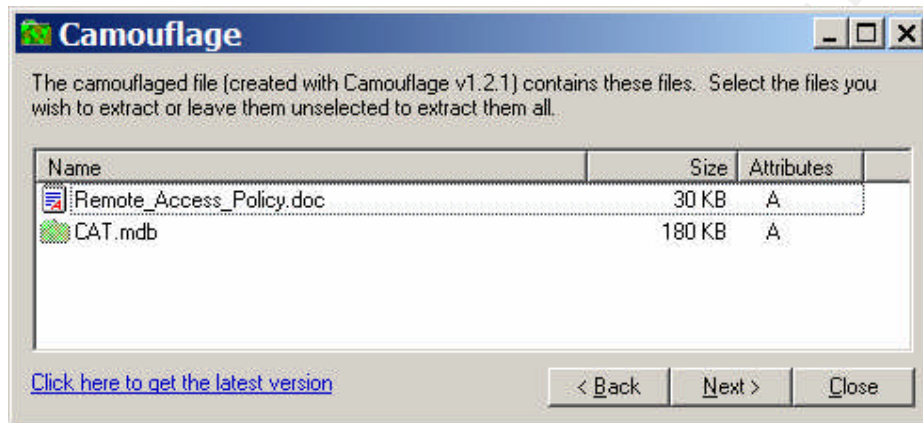 Camouflage
The camouflaged file (created with Camouflage v1.2.1) contains these files. Select the files you
wish to extract or leave them unselected to extract them all.
Name Size Attributes
Remote_Access_Policy.doc 30 KB A
CAT.mdb 180 KB A
Click here to get the latest version < Back Next > Close